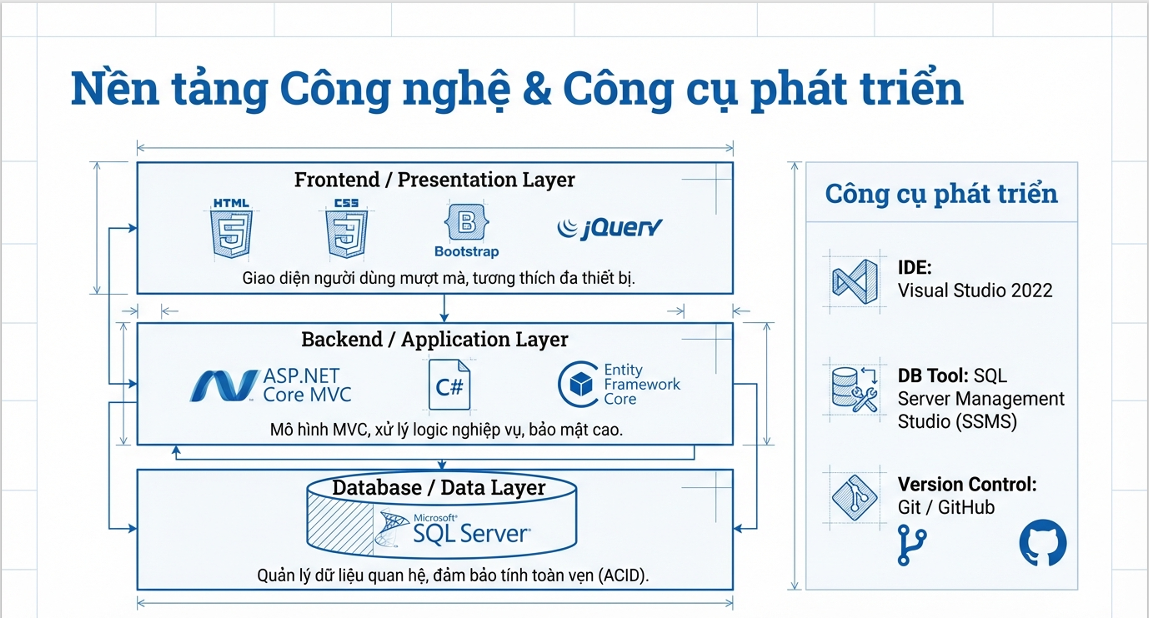 Nền tảng Công nghệ & Công cụ phát triển
Frontend / Presentation Layer
HTML
5
CSS
3
B
Bootstrap
jQuery
Giao diện người dùng mượt mà, tương thích đa thiết bị.
Backend / Application Layer
ASP.NET
Core MVC
C#
Entity
Framework
Core
Mô hình MVC, xử lý logic nghiệp vụ, bảo mật cao.
Database / Data Layer
Microsoft®
SQL Server®
Quản lý dữ liệu quan hệ, đảm bảo tính toàn vẹn (ACID).
Công cụ phát triển
IDE:
Visual Studio 2022
DB Tool: SQL
Server Management
Studio (SSMS)
Version Control:
Git / GitHub